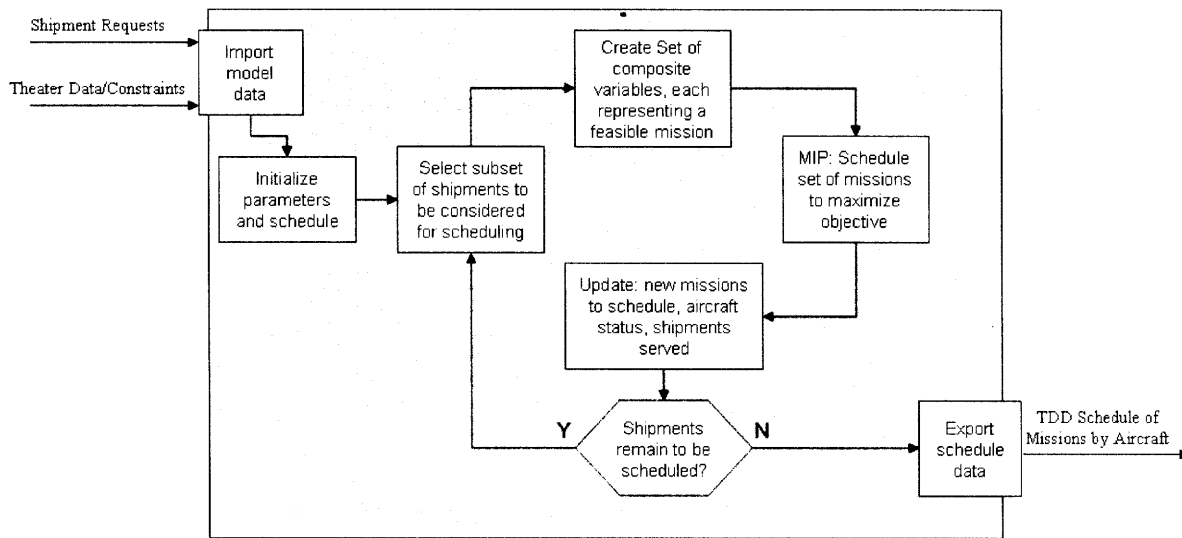 Shipment Requests
Theater Data/Constraints
Import
model
data
Initialize
parameters
and schedule
Select subset
of shipments to
be considered
for scheduling
Create Set of
composite
variables, each
representing a
feasible mission
MIP: Schedule
set of missions
to maximize
objective
Update: new missions
to schedule, aircraft
status, shipments
served
Shipments
remain to be
scheduled?
Y
N
Export
schedule
data
TDD Schedule of
Missions by Aircraft